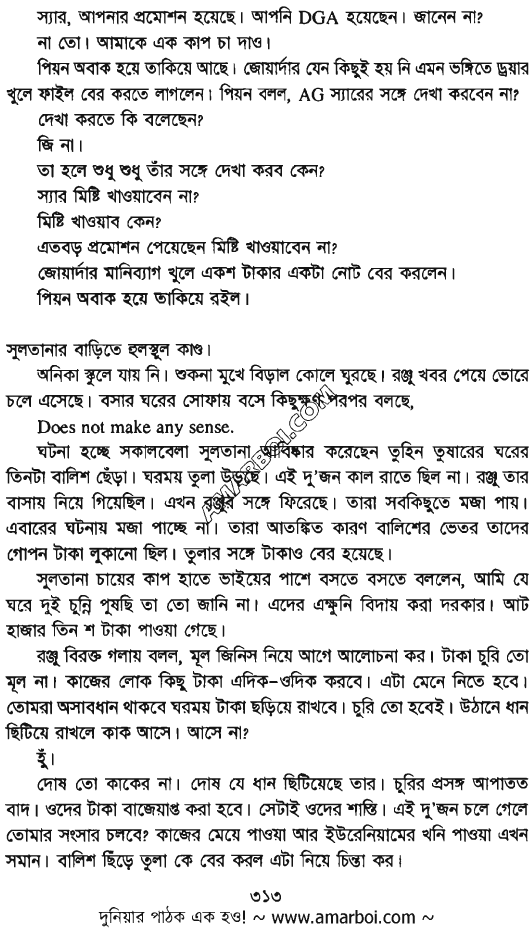 স্যার, আপনার প্রমোশন হয়েছে। আপনি DGA হয়েছেন। জানেন না?
না তো। আমাকে এক কাপ চা দাও।
পিয়ন অবাক হয়ে তাকিয়ে আছে। জোয়ার্দার যেন কিছুই হয় নি এমন ভঙ্গিতে ড্রয়ার
খুলে ফাইল বের করতে লাগলেন। পিয়ন বলল, AG স্যারের সঙ্গে দেখা করবেন না?
দেখা করতে কি বলেছেন?
জি না।
তা হলে শুধু শুধু তাঁর সঙ্গে দেখা করব কেন?
স্যার মিষ্টি খাওয়াবেন না?
মিষ্টি খাওয়াব কেন?
এতবড় প্রমোশন পেয়েছেন মিষ্টি খাওয়াবেন না?
জোয়ার্দার মানিব্যাগ খুলে একশ টাকার একটা নোট বের করলেন।
পিয়ন অবাক হয়ে তাকিয়ে রইল।
সুলতানার বাড়িতে হুলস্থুল কাণ্ড।
অনিকা স্কুলে যায় নি। শুকনা মুখে বিড়াল কোলে ঘুরছে। রঞ্জু খবর পেয়ে ভোরে
চলে এসেছে। বসার ঘরের সোফায় বসে কিছুক্ষণ পরপর বলছে,
Does not make any sense.
ঘটনা হচ্ছে সকালবেলা সুলতানা আবিষ্কার করেছেন তুহিন তুষারের ঘরের
তিনটা বালিশ ছেঁড়া। ঘরময় তুলা উড়ছে। এই দু'জন কাল রাতে ছিল না। রঞ্জু তার
বাসায় নিয়ে গিয়েছিল। এখন রঞ্জুর সঙ্গে ফিরেছে। তারা সবকিছুতে মজা পায়।
এবারের ঘটনায় মজা পাচ্ছে না। তারা আতঙ্কিত কারণ বালিশের ভেতর তাদের
গোপন টাকা লুকানো ছিল। তুলার সঙ্গে টাকাও বের হয়েছে।
সুলতানা চায়ের কাপ হাতে ভাইয়ের পাশে বসতে বসতে বললেন, আমি যে
ঘরে দুই চুন্নি পুষছি তা তো জানি না। এদের এক্ষুনি বিদায় করা দরকার। আট
হাজার তিন শ টাকা পাওয়া গেছে।
রঞ্জু বিরক্ত গলায় বলল, মূল জিনিস নিয়ে আগে আলোচনা কর। টাকা চুরি তো
মূল না। কাজের লোক কিছু টাকা এদিক-ওদিক করবে। এটা মেনে নিতে হবে।
তোমরা অসাবধান থাকবে ঘরময় টাকা ছড়িয়ে রাখবে। চুরি তো হবেই। উঠানে ধান
ছিটিয়ে রাখলে কাক আসে। আসে না?
হুঁ।
দোষ তো কাকের না। দোষ যে ধান ছিটিয়েছে তার। চুরির প্রসঙ্গ আপাতত
বাদ। ওদের টাকা বাজেয়াপ্ত করা হবে। সেটাই ওদের শাস্তি। এই দু'জন চলে গেলে
তোমার সংসার চলবে? কাজের মেয়ে পাওয়া আর ইউরেনিয়ামের খনি পাওয়া এখন
সমান। বালিশ ছিঁড়ে তুলা কে বের করল এটা নিয়ে চিন্তা কর।
AMARBOI.COM
৩১৩
দুনিয়ার পাঠক এক হও! ~ www.amarboi.com ~